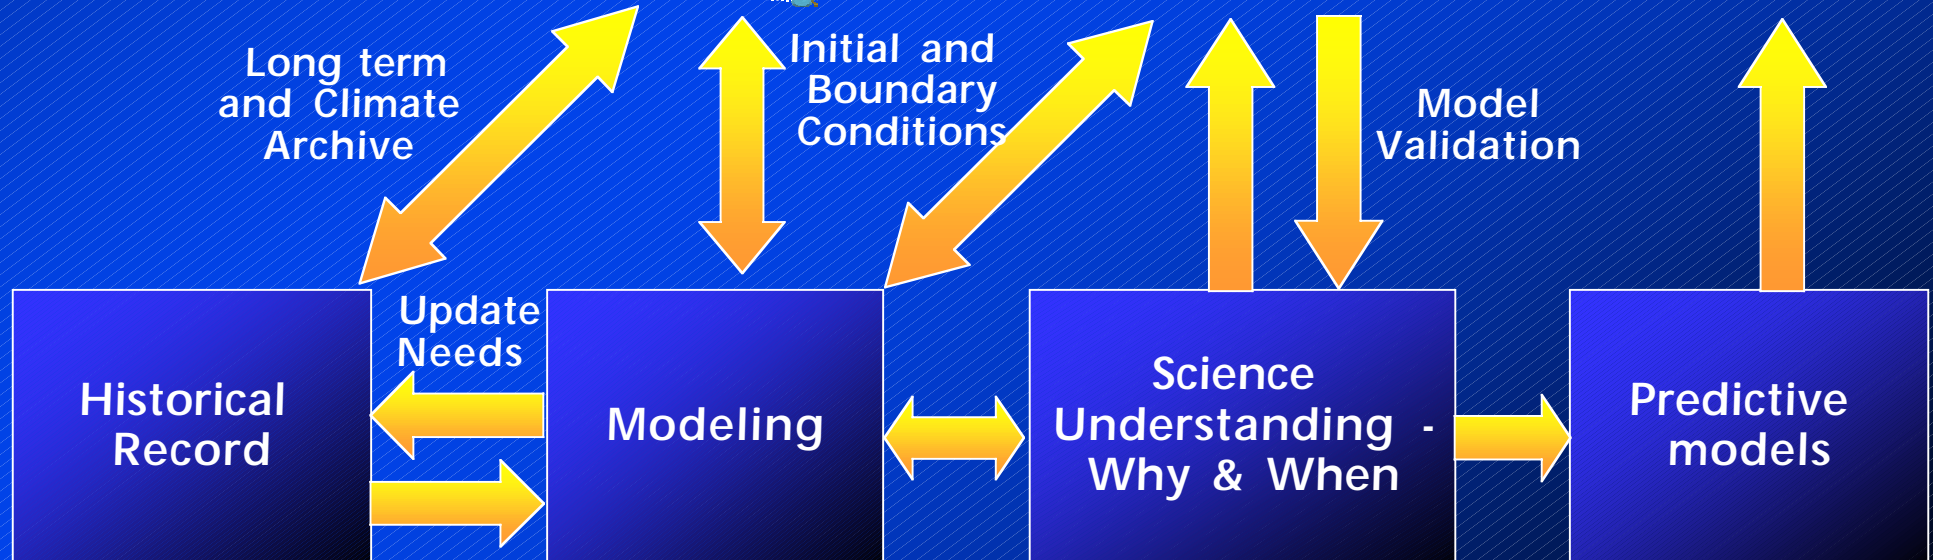 Long term
and Climate
Archive
Initial and
Boundary
Conditions
Model
Validation
Update
Needs
Historical
Record
Modeling
Science
Understanding -
Why & When
Predictive
models